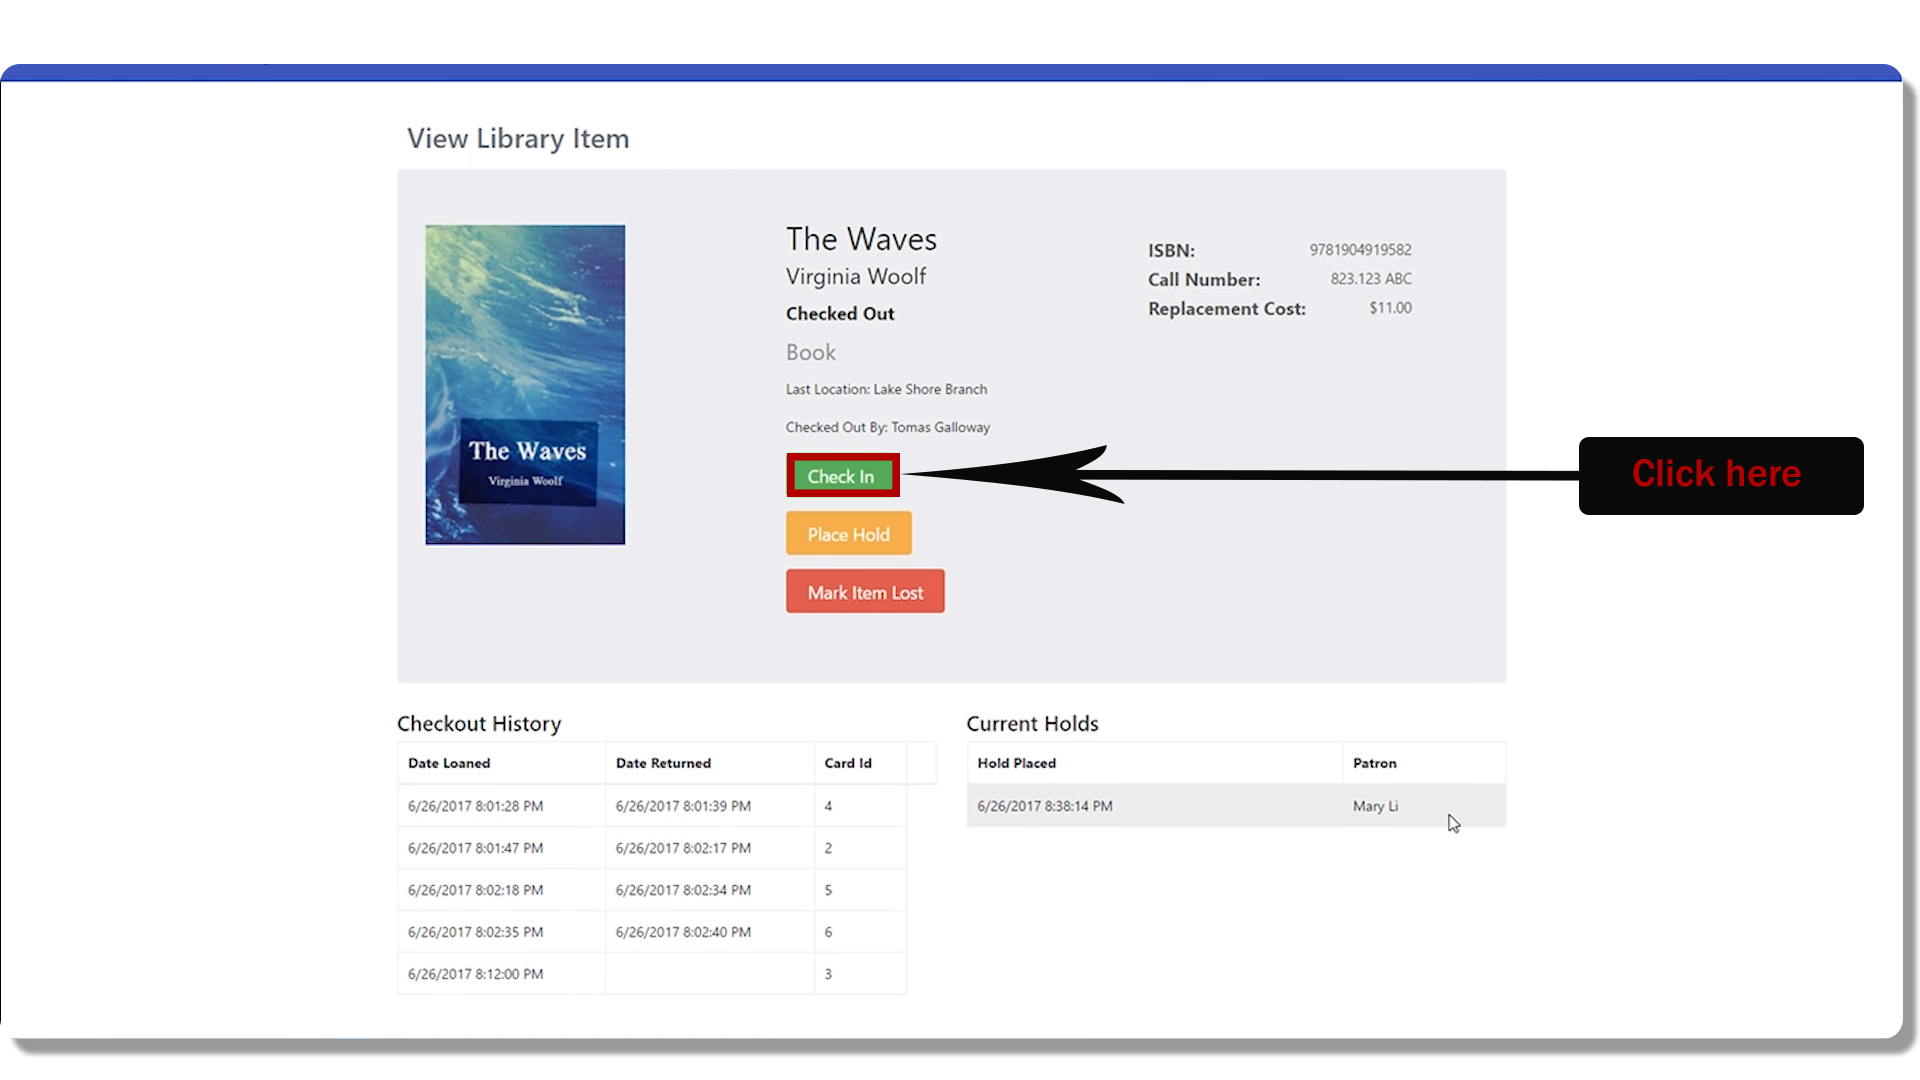 View Library Item
The Waves
Virginia Woolf
The Waves
Virginia Woolf
Checked Out
Book
Last Location: Lake Shore Branch
Checked Out By: Tomas Galloway
Check In
Place Hold
Mark Item Lost
ISBN: 9781904919582
Call Number: 823.123 ABC
Replacement Cost: $11.00
Click here
Checkout History
Date Loaned Date Returned Card Id
6/26/2017 8:01:28 PM 6/26/2017 8:01:39 PM 4
6/26/2017 8:01:47 PM 6/26/2017 8:02:17 PM 2
6/26/2017 8:02:18 PM 6/26/2017 8:02:34 PM 5
6/26/2017 8:02:35 PM 6/26/2017 8:02:40 PM 6
6/26/2017 8:12:00 PM 3
Current Holds
Hold Placed Patron
6/26/2017 8:38:14 PM Mary Li